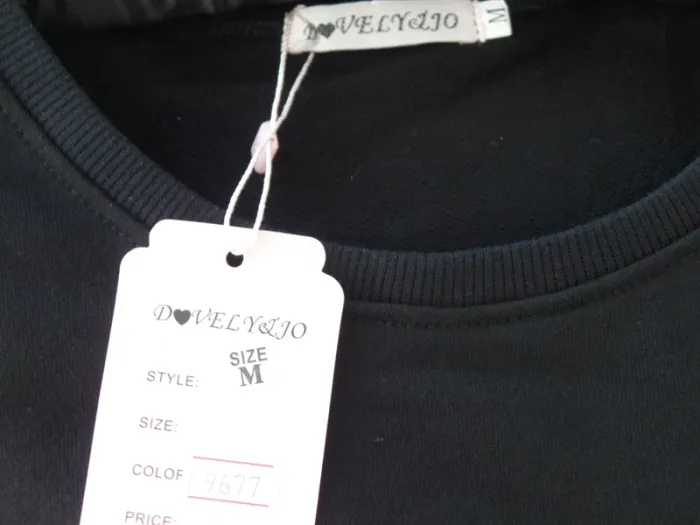 D♥VELY&JO
M
D♥VELY&JO
SIZE
STYLE: M
SIZE:
COLOR
9677
PRICE: